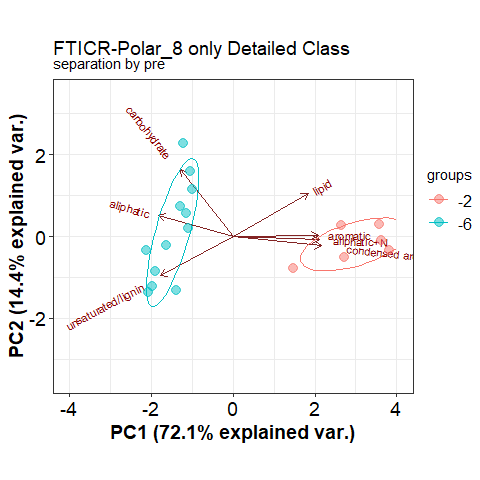 FTICR-Polar_8 only Detailed Class
separation by pre
carbohydrate
aliphatic
lipid
aromatic
aliphatic+N
condensed ar
unsaturated/lignin
groups
-2
-6
2
0
-2
-4
-2
0
2
4
PC1 (72.1% explained var.)
PC2 (14.4% explained var.)